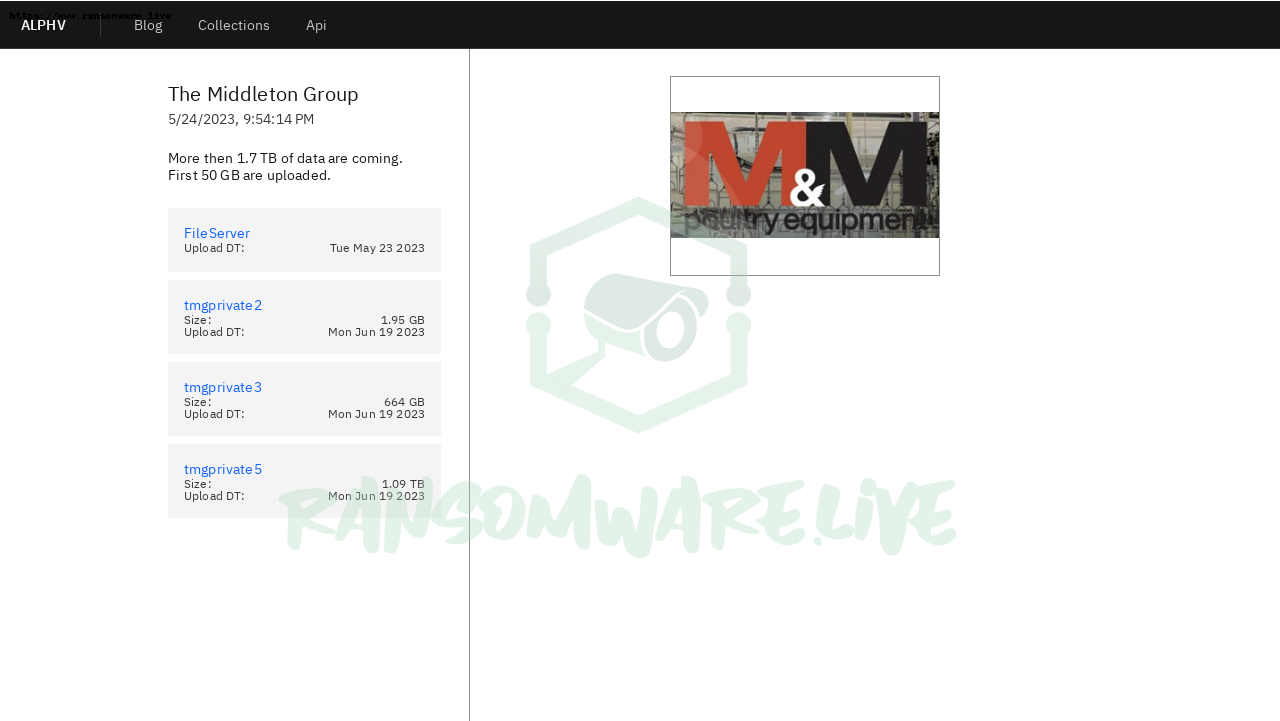 https://www.ransomware.live
ALPHV
Blog
Collections
Api
The Middleton Group
5/24/2023, 9:54:14 PM
More then 1.7 TB of data are coming.
First 50 GB are uploaded.
FileServer
Upload DT: Tue May 23 2023
tmgprivate2
Size: 1.95 GB
Upload DT: Mon Jun 19 2023
tmgprivate3
Size: 664 GB
Upload DT: Mon Jun 19 2023
tmgprivate5
Size: 1.09 TB
Upload DT: Mon Jun 19 2023
M&M
poultry equipment
RANSOMWARE.LIVE